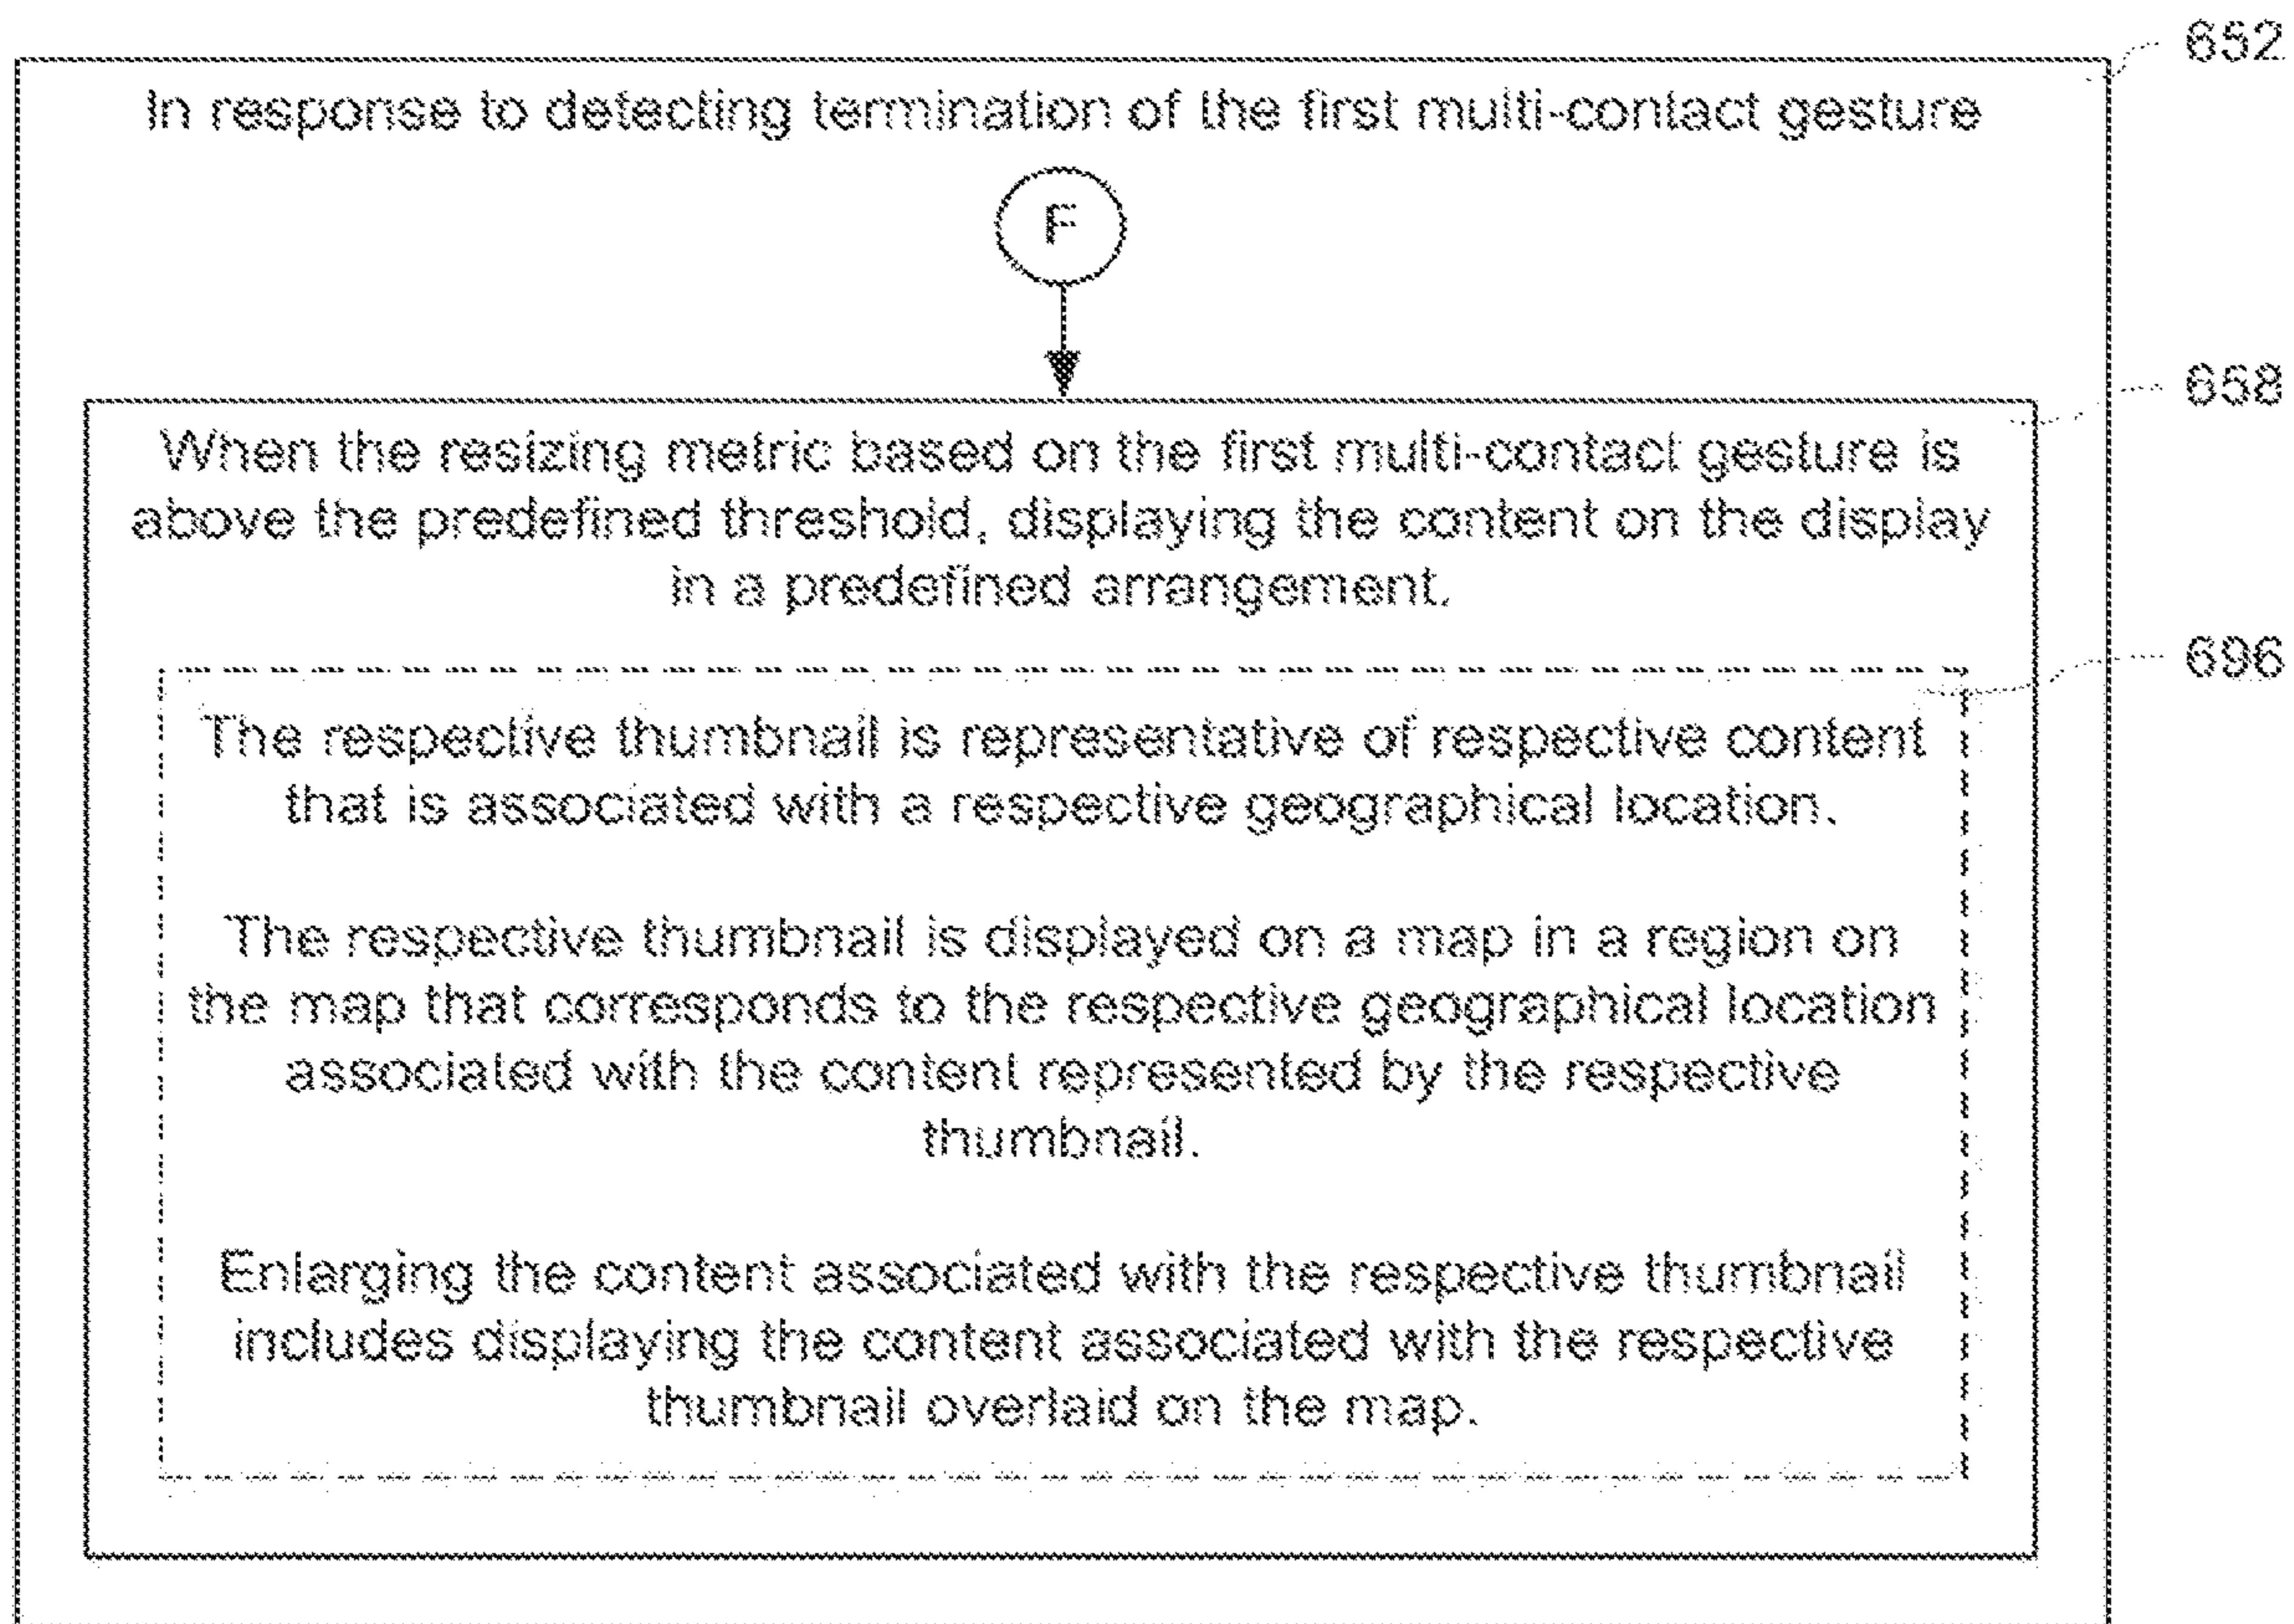 652
In response to detecting termination of the first multi-contact gesture
F
658
When the resizing metric based on the first multi-contact gesture is
above the predefined threshold, displaying the content on the display
in a predefined arrangement.
696
The respective thumbnail is representative of respective content
that is associated with a respective geographical location.
The respective thumbnail is displayed on a map in a region on
the map that corresponds to the respective geographical location
associated with the content represented by the respective
thumbnail.
Enlarging the content associated with the respective thumbnail
includes displaying the content associated with the respective
thumbnail overlaid on the map.